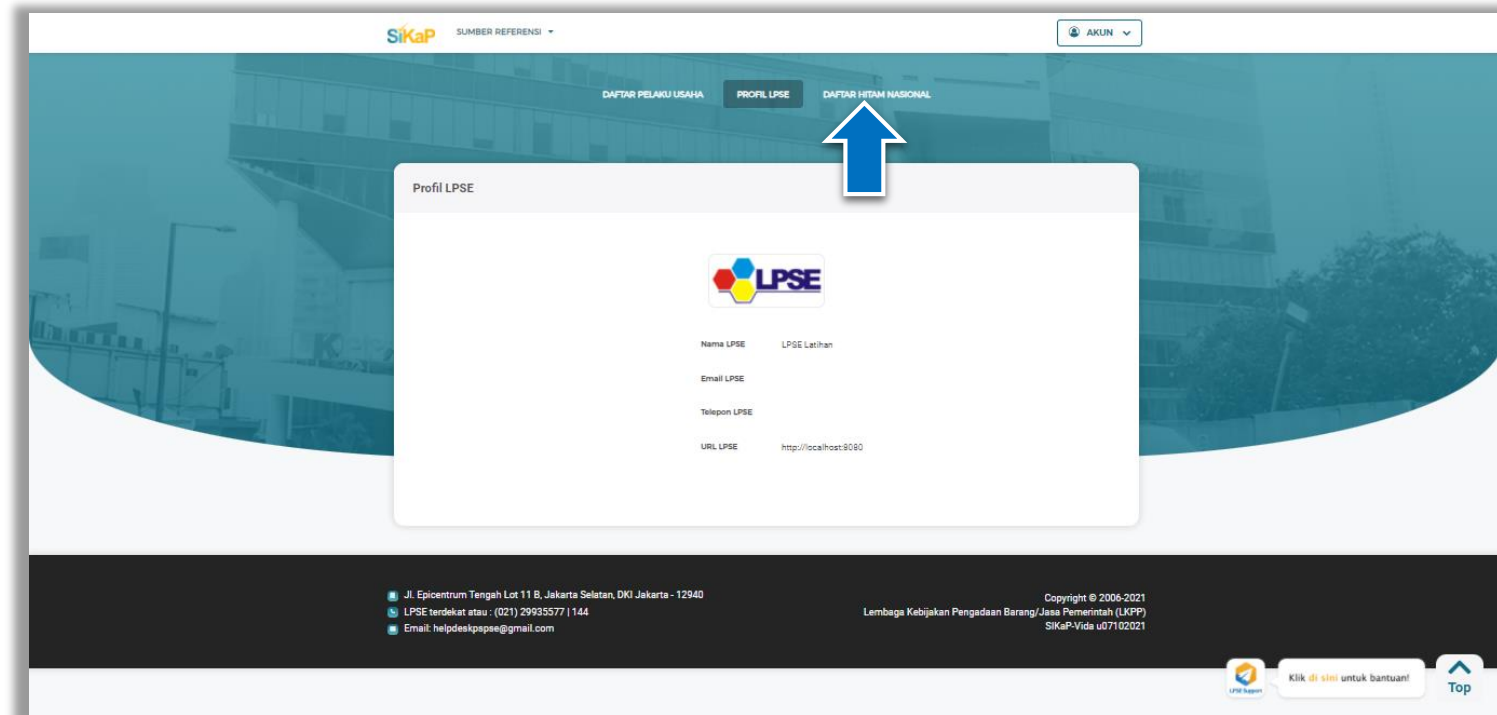 SiKaP
SUMBER REFERENSI
AKUN
DAFTAR PELAKU USAHA
PROFIL LPSE
DAFTAR HITAM NASIONAL
Profil LPSE
LPSE
Nama LPSE LPSE Latihan
Email LPSE
Telepon LPSE
URL LPSE http://localhost:8080
Jl. Epicentrum Tengah Lot 11 B, Jakarta Selatan, DKI Jakarta - 12940
LPSE terdekat atau : (021) 29935577 | 144
Email: helpdeskpspse@gmail.com
Copyright © 2006-2021
Lembaga Kebijakan Pengadaan Barang/Jasa Pemerintah (LKPP)
SIKaP-Vida u07102021
LPSE Support
Klik di sini untuk bantuan!
Top